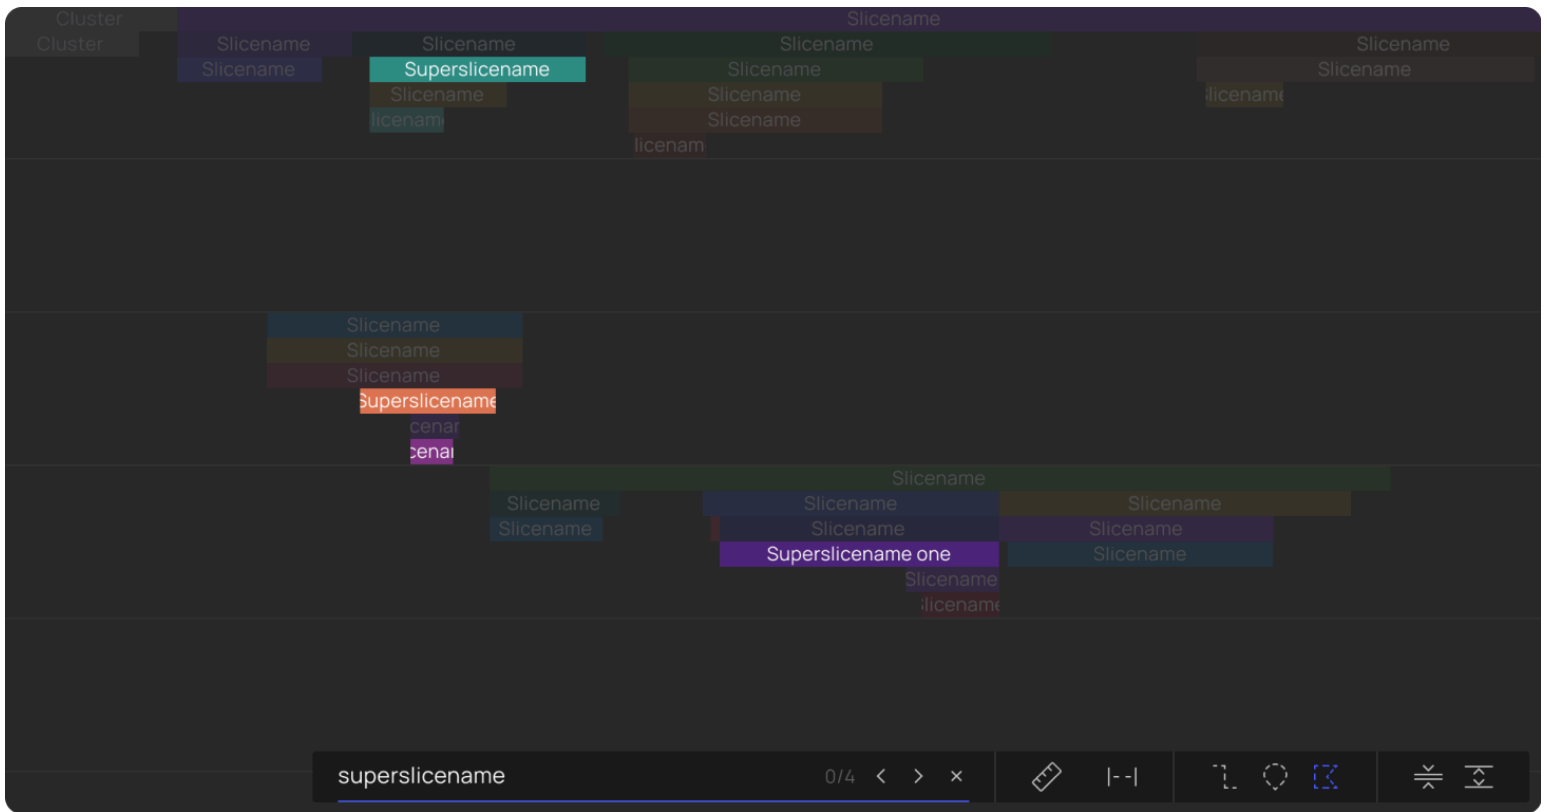 Cluster Slicename
Cluster Slicename Slicename Slicename Slicename
Slicename Superslicename Slicename Slicename
Slicename Slicename Slicename
Slicename
Slicename
Slicename
Slicename
Superslicename
Slicename
Slicename Slicename Slicename
Slicename Slicename Slicename
Superslicename one Slicename
Slicename
superslicename 0/4